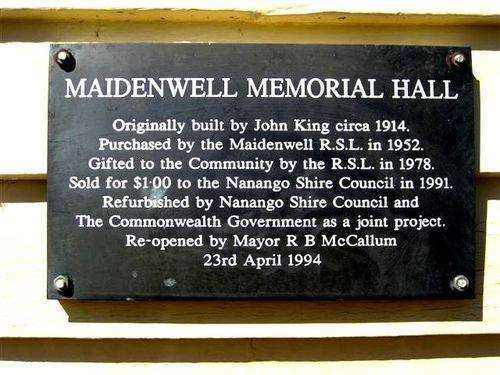 MAIDENWELL MEMORIAL HALL
Originally built by John King circa 1914.
Purchased by the Maidenwell R.S.L. in 1952.
Gifted to the Community by the R.S.L. in 1978.
Sold for $1·00 to the Nanango Shire Council in 1991.
Refurbished by Nanango Shire Council and
The Commonwealth Government as a joint project.
Re-opened by Mayor R B McCallum
23rd April 1994